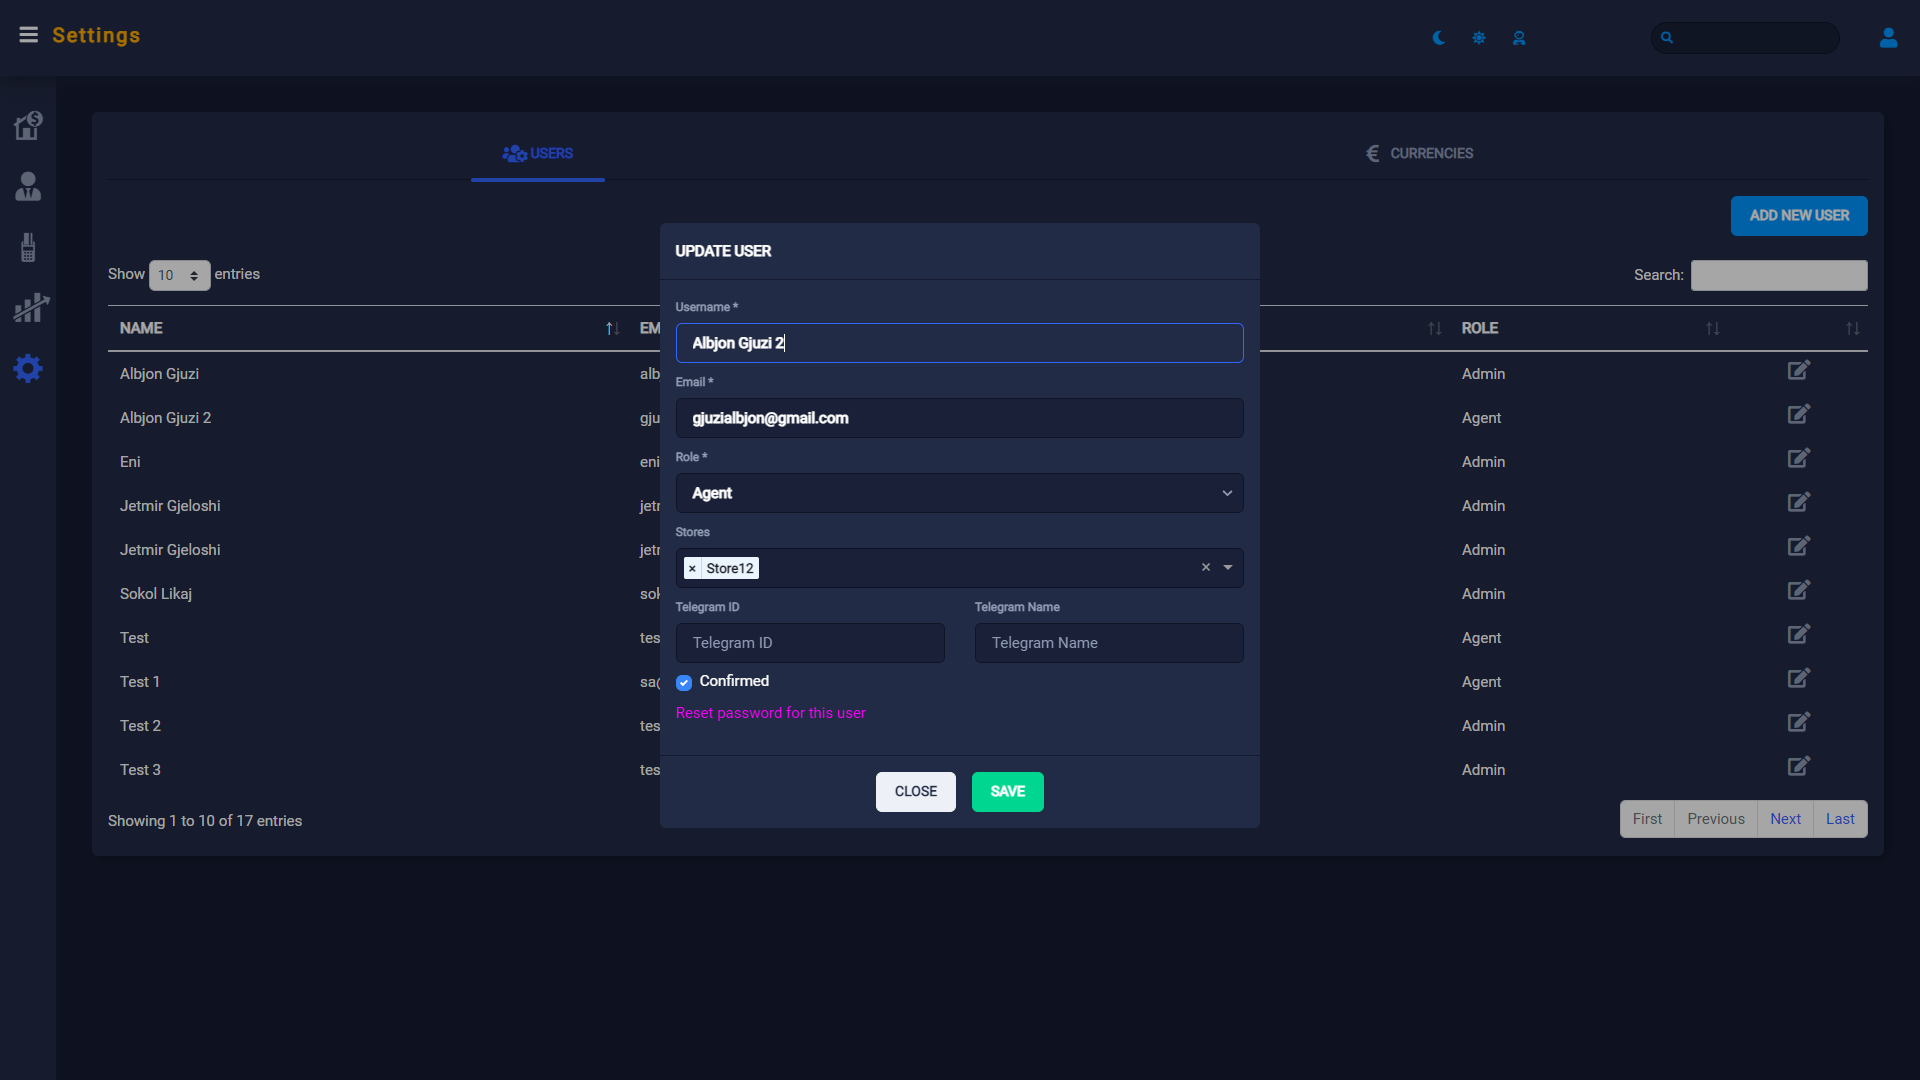 Settings
USERS
€ CURRENCIES
ADD NEW USER
Show 10 entries
Search:
NAME
EM
ROLE
Albjon Gjuzi
alb
Admin
Albjon Gjuzi 2
gju
Agent
Eni
eni
Admin
Jetmir Gjeloshi
jetr
Admin
Jetmir Gjeloshi
jetr
Admin
Sokol Likaj
sok
Admin
Test
tes
Agent
Test 1
sa@
Agent
Test 2
tes
Admin
Test 3
tes
Admin
Showing 1 to 10 of 17 entries
First Previous Next Last
UPDATE USER
Username *
Albjon Gjuzi 2
Email *
gjuzialbjon@gmail.com
Role *
Agent
Stores
× Store12 ×
Telegram ID
Telegram Name
Telegram ID
Telegram Name
Confirmed
Reset password for this user
CLOSE
SAVE